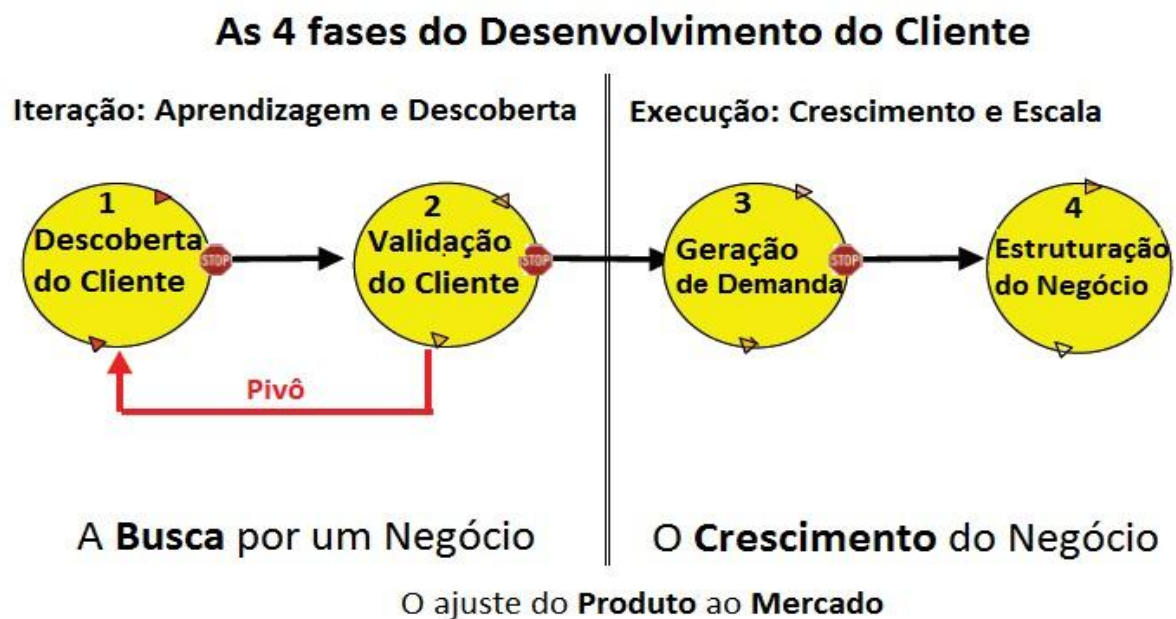 As 4 fases do Desenvolvimento do Cliente
Iteração: Aprendizagem e Descoberta
Execução: Crescimento e Escala
1
Descoberta
do Cliente
STOP
2
Validação
do Cliente
STOP
3
Geração
de Demanda
STOP
4
Estruturação
do Negócio
Pivô
A Busca por um Negócio
O Crescimento do Negócio
O ajuste do Produto ao Mercado